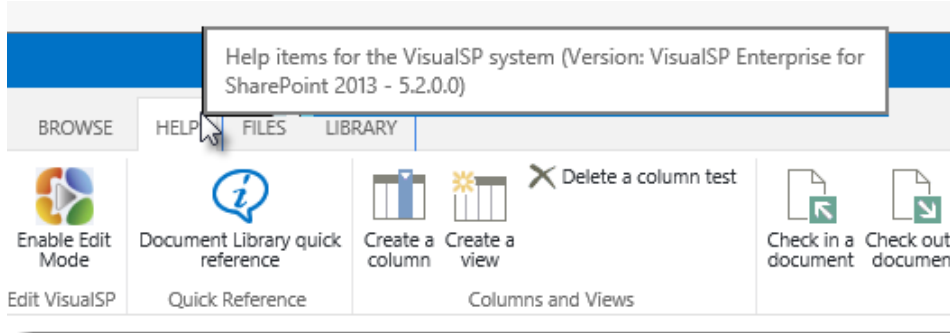 Help items for the VisualSP system (Version: VisualSP Enterprise for
SharePoint 2013 - 5.2.0.0)
BROWSE HELP FILES LIBRARY
Delete a column test
Enable Edit Document Library quick Create a Create a Check in a Check out
Mode reference column view document documen
Edit VisualSP Quick Reference Columns and Views